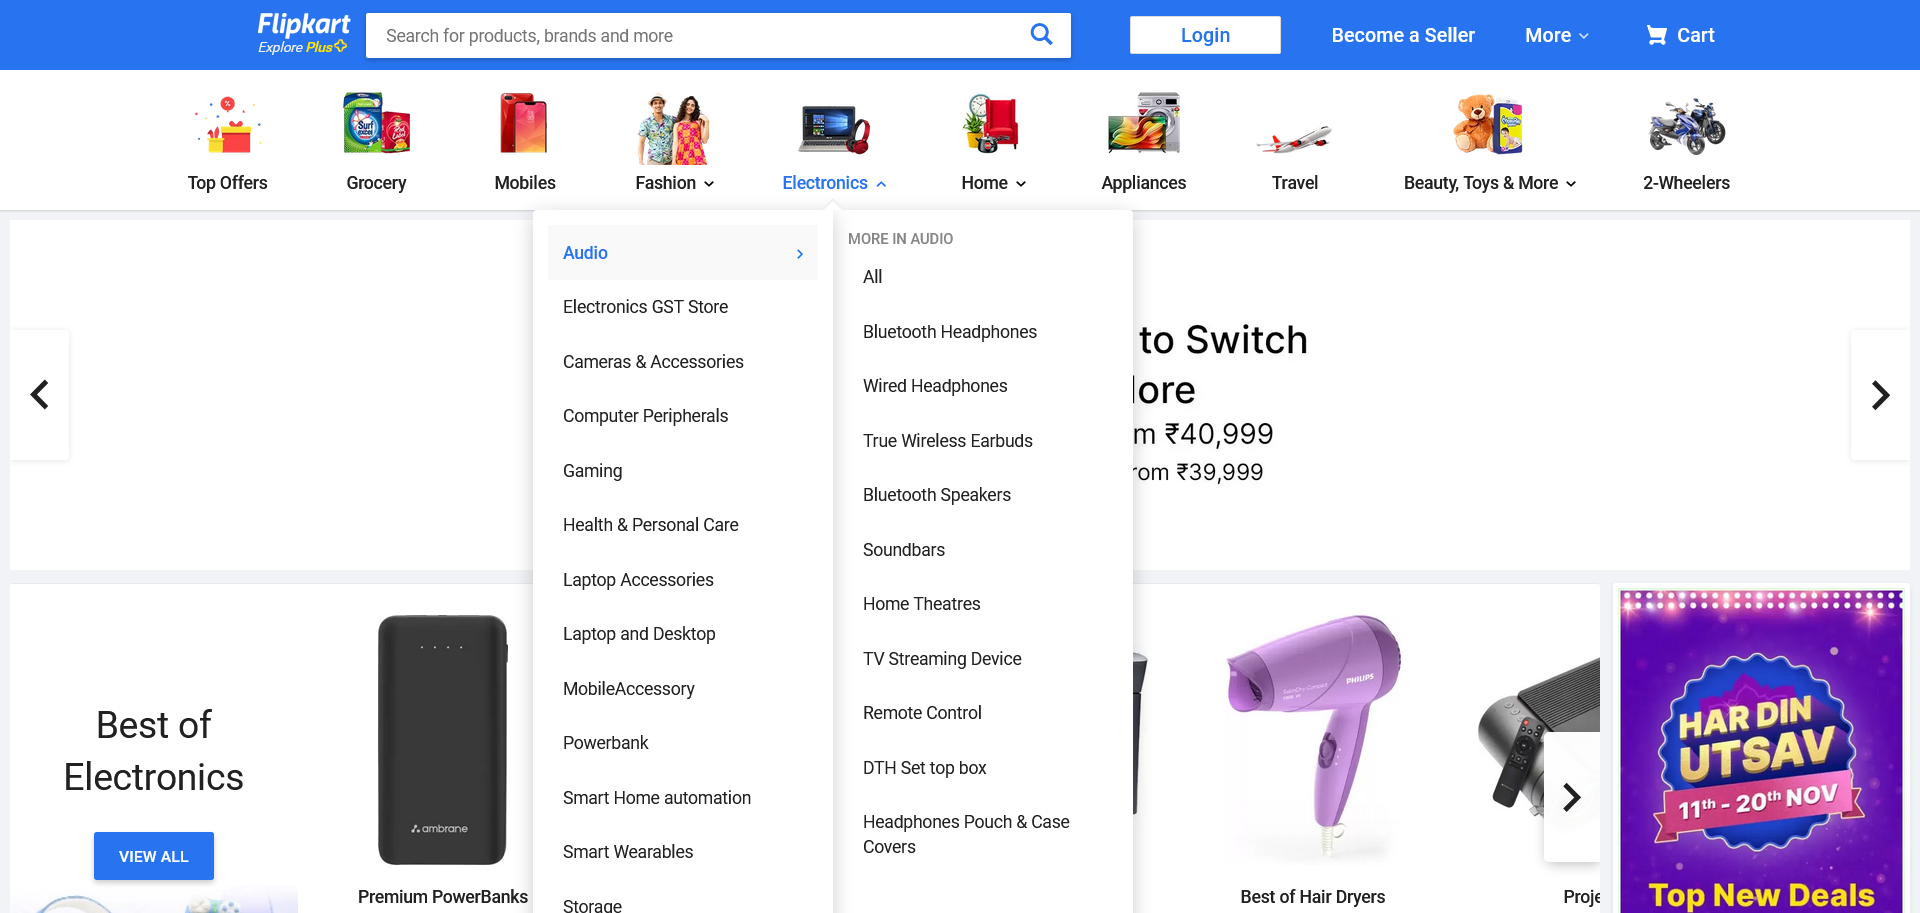 Flipkart
Explore Plus
Search for products, brands and more
Login
Become a Seller
More
Cart
%
Surf excel
Red Label
Top Offers
Grocery
Mobiles
Fashion
Electronics
Home
Appliances
Travel
Beauty, Toys & More
2-Wheelers
Audio
Electronics GST Store
Cameras & Accessories
Computer Peripherals
Gaming
Health & Personal Care
Laptop Accessories
Laptop and Desktop
MobileAccessory
Powerbank
Smart Home automation
Smart Wearables
Storage
MORE IN AUDIO
All
Bluetooth Headphones
Wired Headphones
True Wireless Earbuds
Bluetooth Speakers
Soundbars
Home Theatres
TV Streaming Device
Remote Control
DTH Set top box
Headphones Pouch & Case
Covers
to Switch
₹40,999
₹39,999
Best of
Electronics
VIEW ALL
ambrane
Premium PowerBanks
PHILIPS
Best of Hair Dryers
Proje
HAR DIN
UTSAV
11th - 20th NOV
Top New Deals